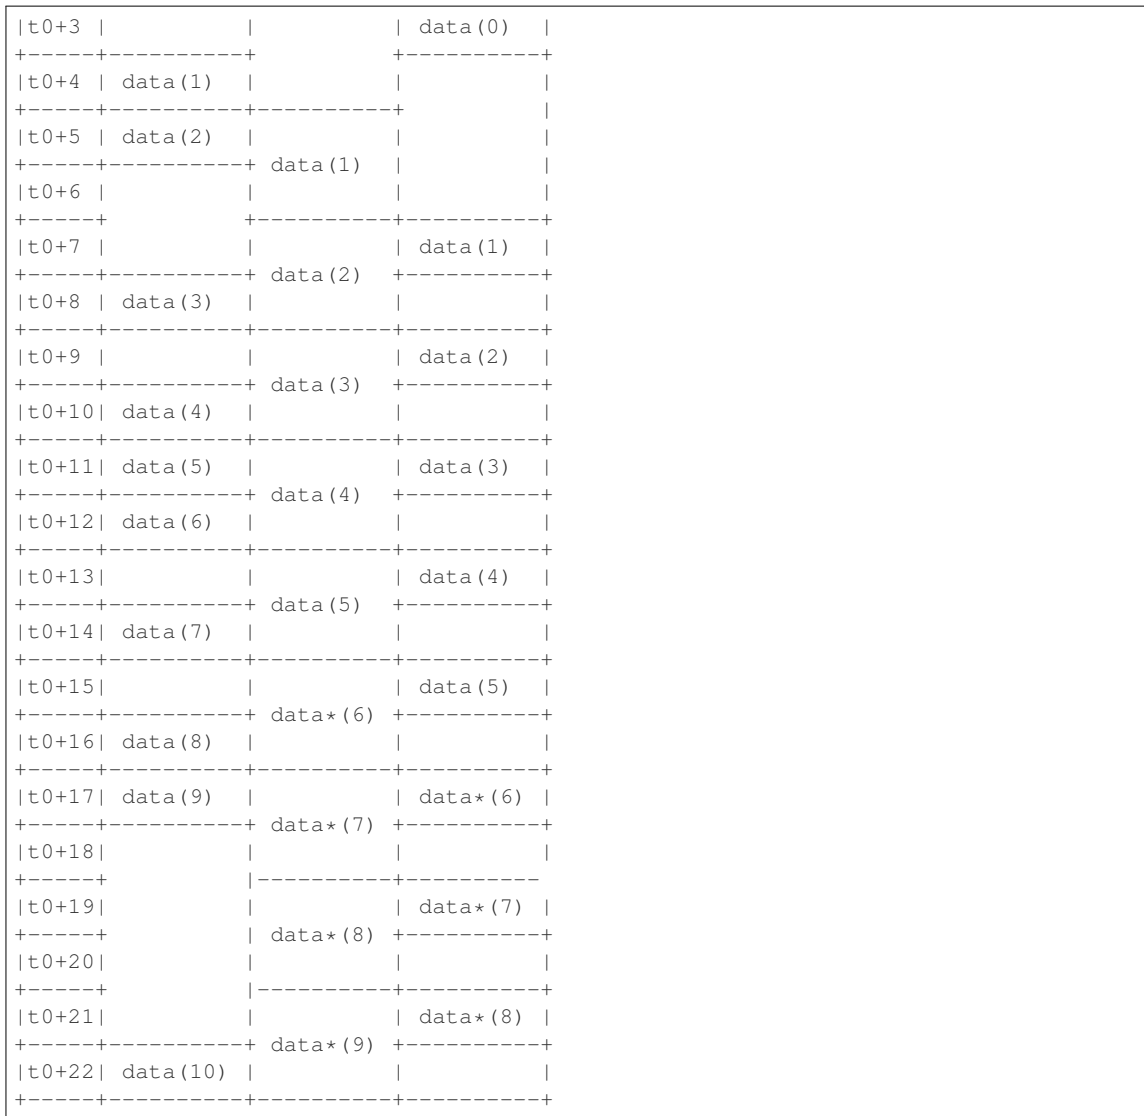 |t0+3 |          |          | data(0)  |
+-----+----------+          +----------+
|t0+4 | data(1)  |          |          |
+-----+----------+----------+          |
|t0+5 | data(2)  |          |          |
+-----+----------+ data(1)  |          |
|t0+6 |          |          |          |
+-----+          +----------+----------+
|t0+7 |          |          | data(1)  |
+-----+----------+ data(2)  +----------+
|t0+8 | data(3)  |          |          |
+-----+----------+----------+----------+
|t0+9 |          |          | data(2)  |
+-----+----------+ data(3)  +----------+
|t0+10| data(4)  |          |          |
+-----+----------+----------+----------+
|t0+11| data(5)  |          | data(3)  |
+-----+----------+ data(4)  +----------+
|t0+12| data(6)  |          |          |
+-----+----------+----------+----------+
|t0+13|          |          | data(4)  |
+-----+----------+ data(5)  +----------+
|t0+14| data(7)  |          |          |
+-----+----------+----------+----------+
|t0+15|          |          | data(5)  |
+-----+----------+ data*(6) +----------+
|t0+16| data(8)  |          |          |
+-----+----------+----------+----------+
|t0+17| data(9)  |          | data*(6) |
+-----+----------+ data*(7) +----------+
|t0+18|          |          |          |
+-----+          |----------+----------
|t0+19|          |          | data*(7) |
+-----+          | data*(8) +----------+
|t0+20|          |          |          |
+-----+          |----------+----------+
|t0+21|          |          | data*(8) |
+-----+----------+ data*(9) +----------+
|t0+22| data(10) |          |          |
+-----+----------+----------+----------+